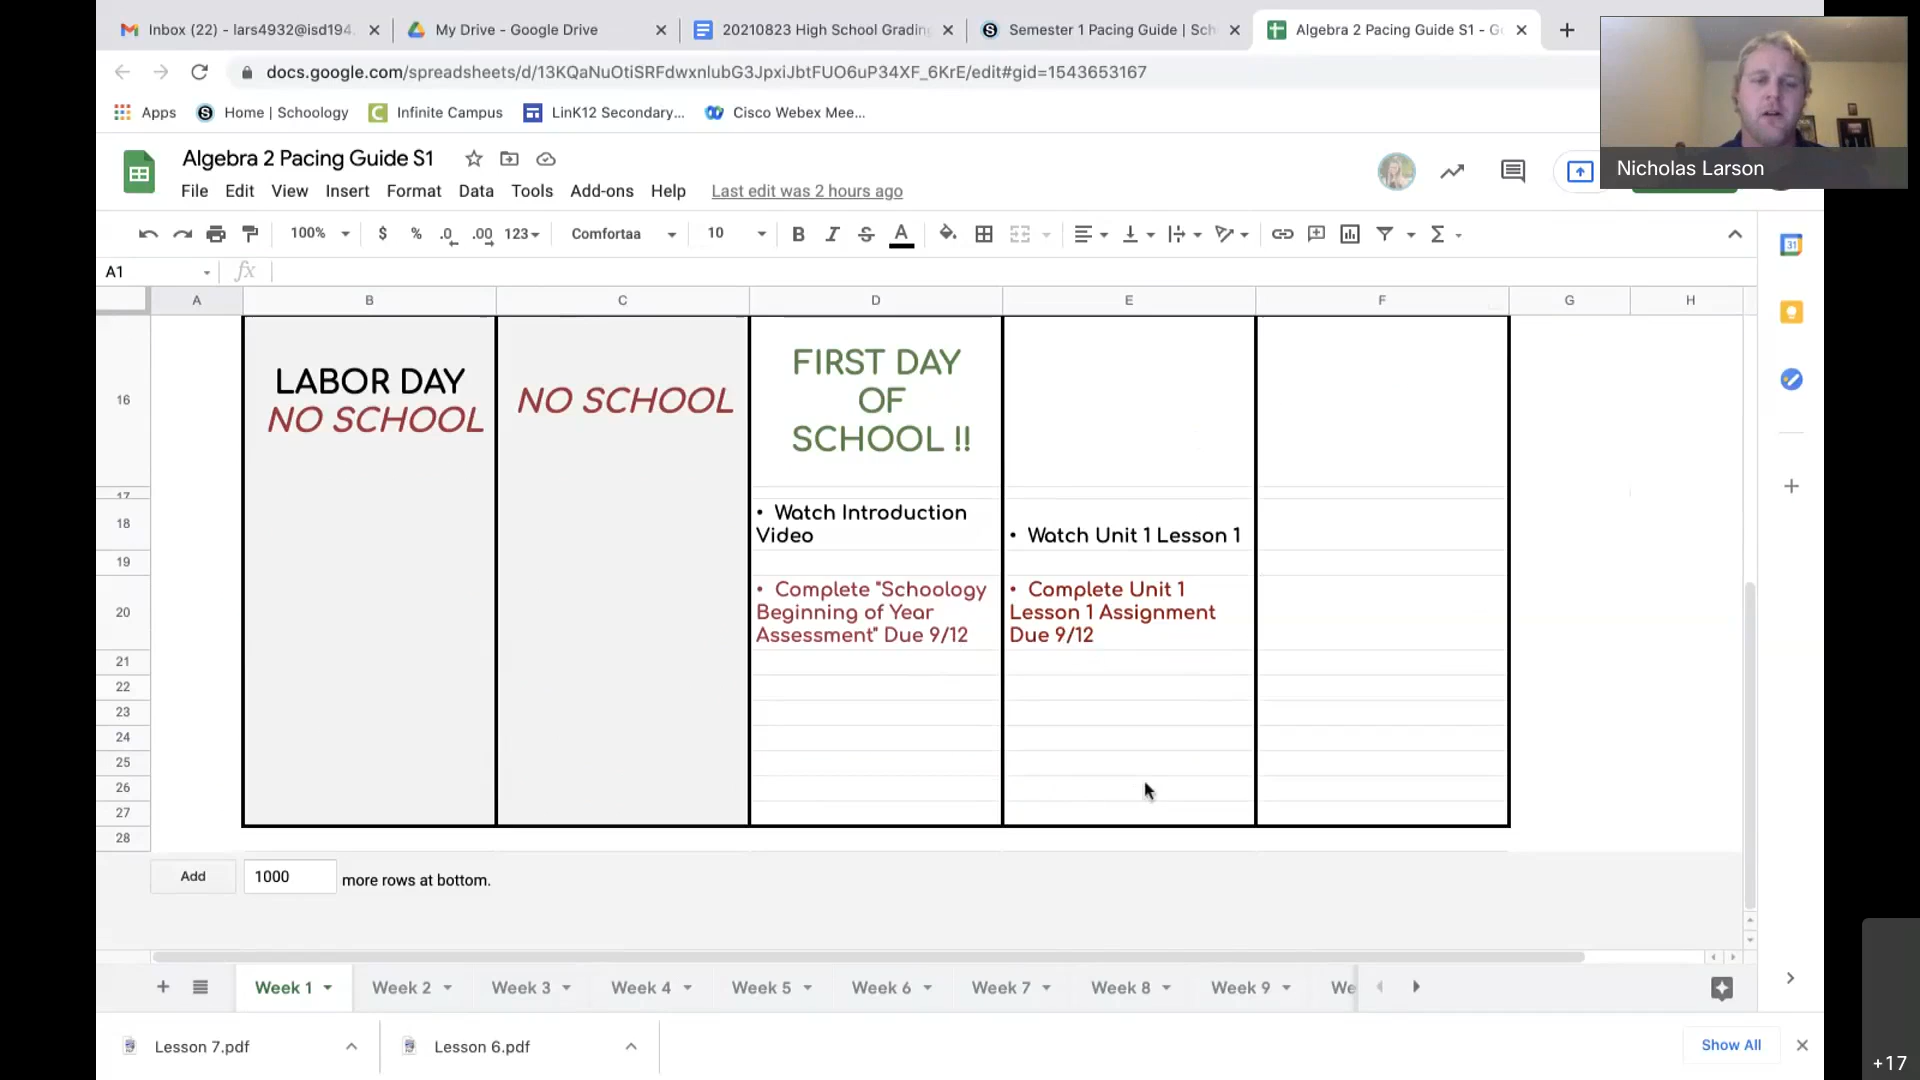 Inbox (22) - lars4932@isd194.
My Drive - Google Drive
20210823 High School Grading
Semester 1 Pacing Guide | Sch
Algebra 2 Pacing Guide S1 - G
docs.google.com/spreadsheets/d/13KQaNuOtiSRFdwxnlubG3JpxiJbtFUO6uP34XF_6KrE/edit#gid=1543653167
Apps
Home | Schoology
Infinite Campus
LinK12 Secondary...
Cisco Webex Mee...
Nicholas Larson
Algebra 2 Pacing Guide S1
File Edit View Insert Format Data Tools Add-ons Help Last edit was 2 hours ago
100% $ % .0 .00 123 Comfortaa 10 B I S A Σ
31
A1 fx
A B C D E F G H
16
LABOR DAY
NO SCHOOL
NO SCHOOL
FIRST DAY
OF
SCHOOL !!
17
18
• Watch Introduction
Video
• Watch Unit 1 Lesson 1
19
20
• Complete "Schoology
Beginning of Year
Assessment" Due 9/12
• Complete Unit 1
Lesson 1 Assignment
Due 9/12
21
22
23
24
25
26
27
28
Add 1000 more rows at bottom.
Week 1 Week 2 Week 3 Week 4 Week 5 Week 6 Week 7 Week 8 Week 9 We
Lesson 7.pdf
Lesson 6.pdf
Show All
+17